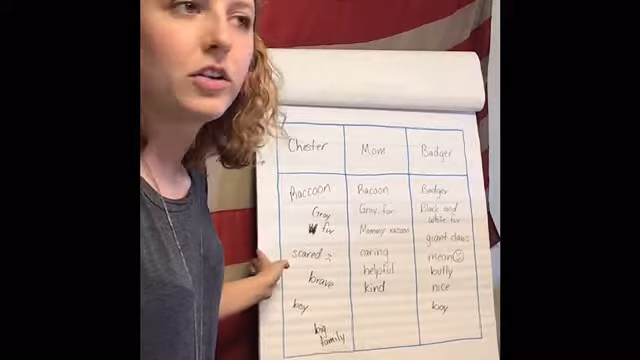 Chester Mom Badger
Raccoon Racoon Badger
Gray Gray fur Black and
fur Mommy racoon white fur
giant claws
scared caring mean
brave helpful bully
kind nice
boy boy
big
family